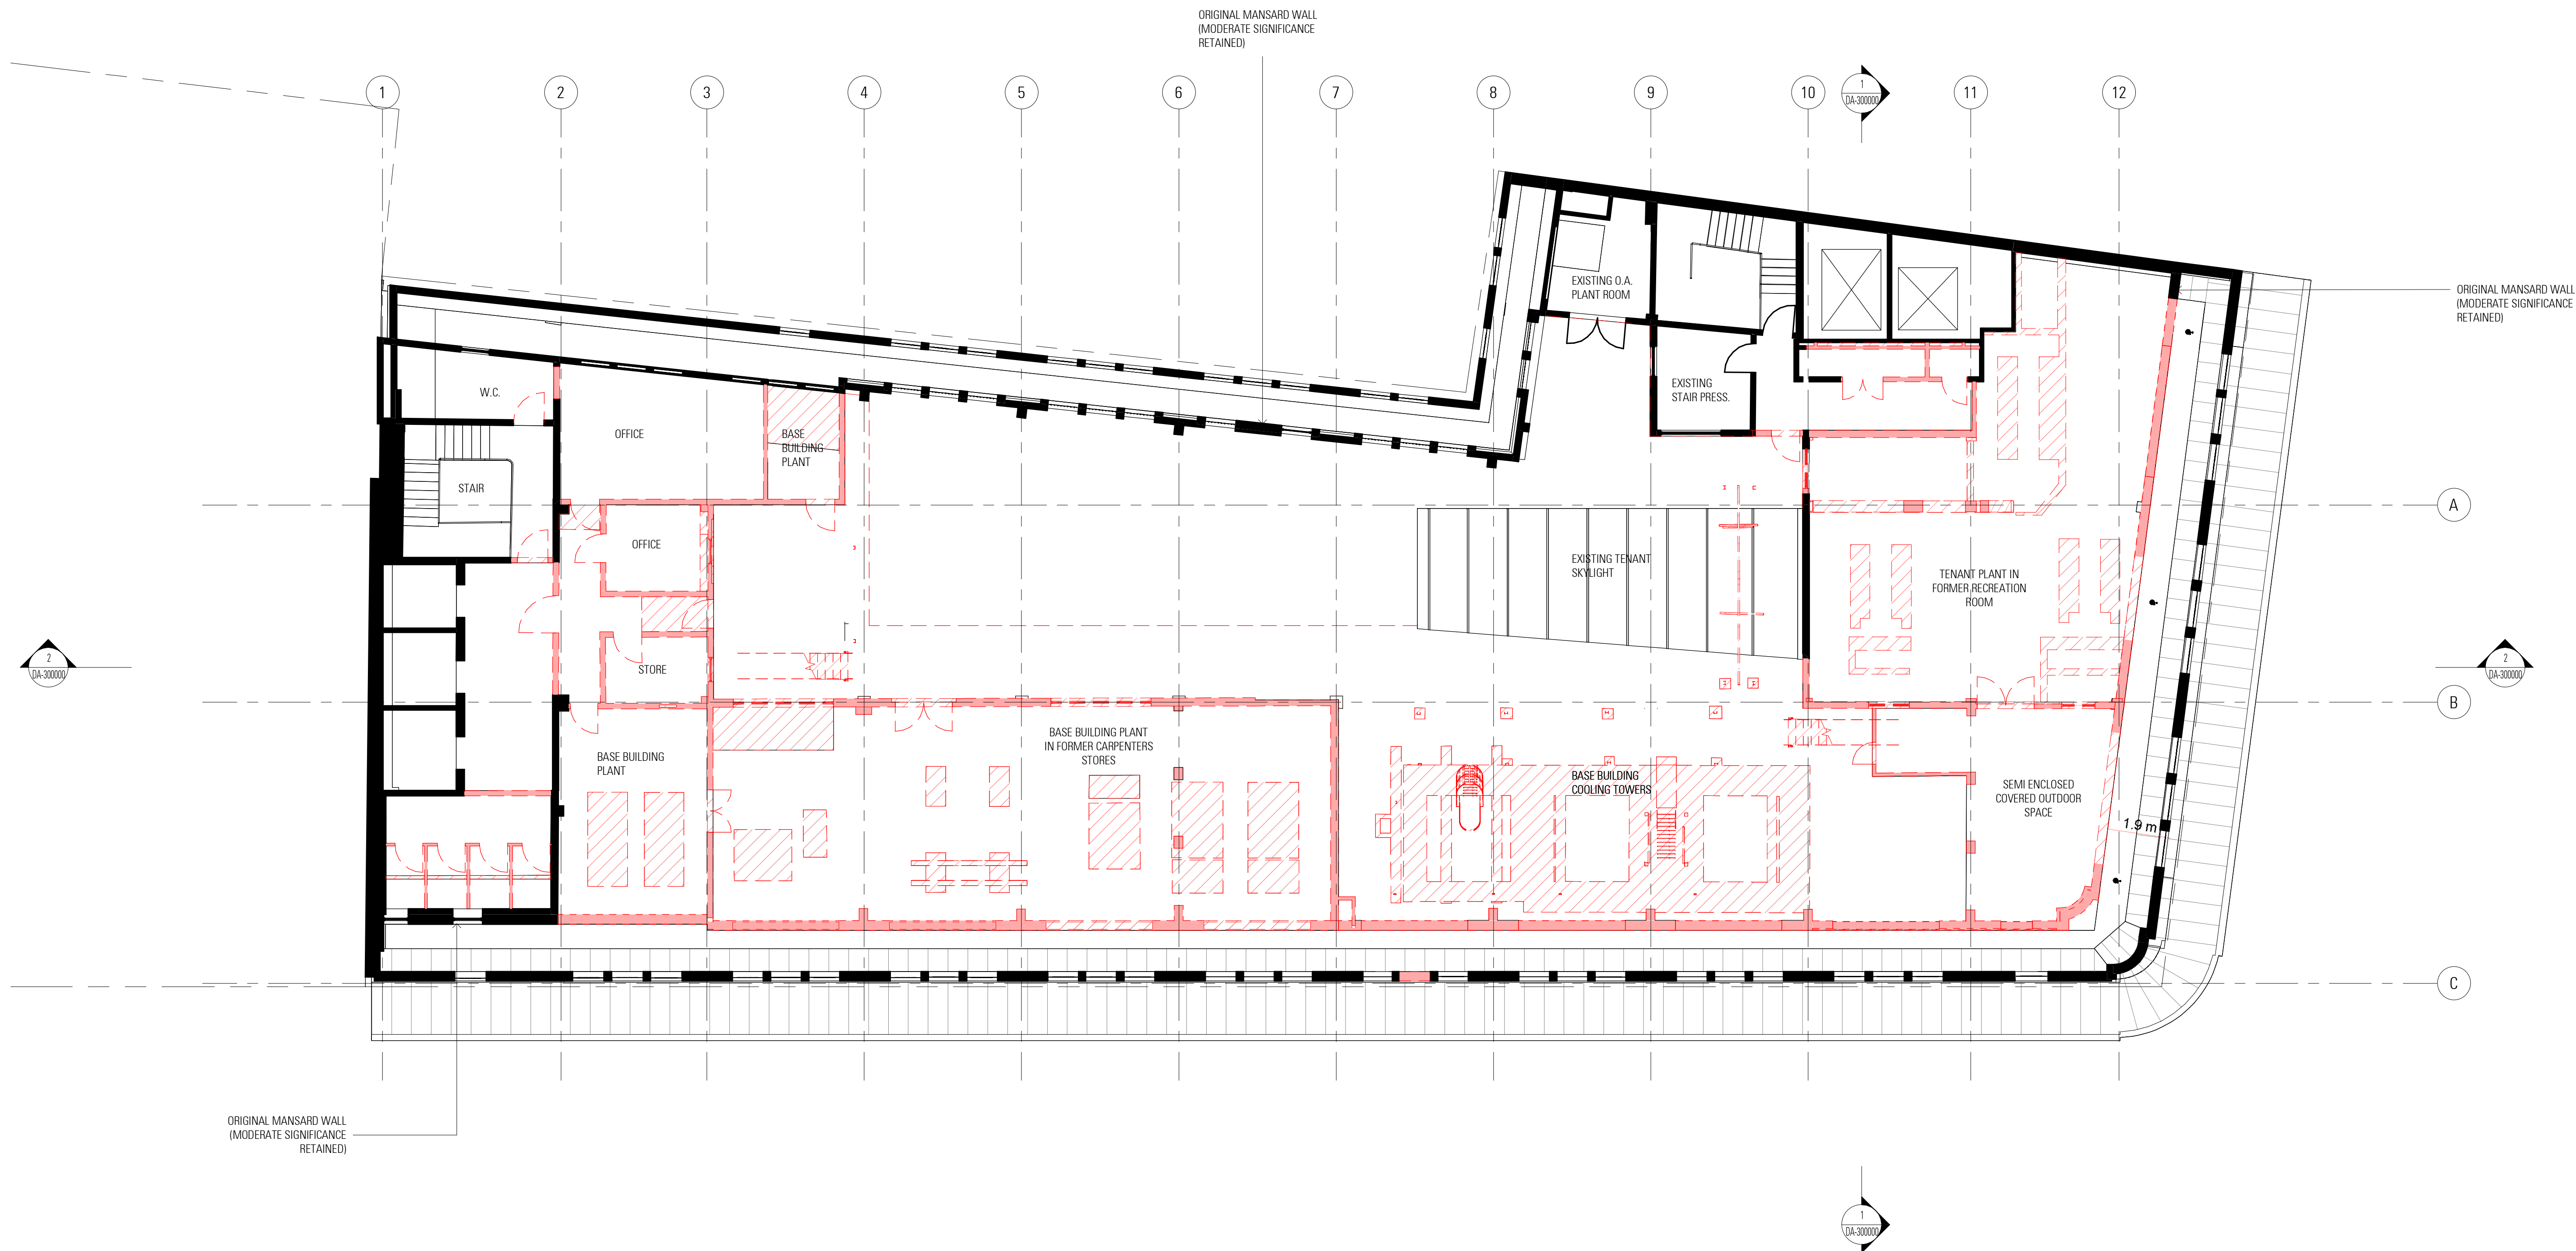 ORIGINAL MANSARD WALL
(MODERATE SIGNIFICANCE
RETAINED)
1
2
3
4
5
6
7
8
9
10
11
12
1
DA-300000
EXISTING O.A.
PLANT ROOM
ORIGINAL MANSARD WALL
(MODERATE SIGNIFICANCE
RETAINED)
W.C.
EXISTING
STAIR PRESS.
OFFICE
BASE
BUILDING
PLANT
STAIR
A
OFFICE
EXISTING TENANT
SKYLIGHT
TENANT PLANT IN
FORMER RECREATION
ROOM
2
DA-300000
STORE
2
DA-300000
B
BASE BUILDING
PLANT
BASE BUILDING PLANT
IN FORMER CARPENTERS
STORES
BASE BUILDING
COOLING TOWERS
SEMI ENCLOSED
COVERED OUTDOOR
SPACE
1.9 m
C
ORIGINAL MANSARD WALL
(MODERATE SIGNIFICANCE
RETAINED)
1
DA-300000